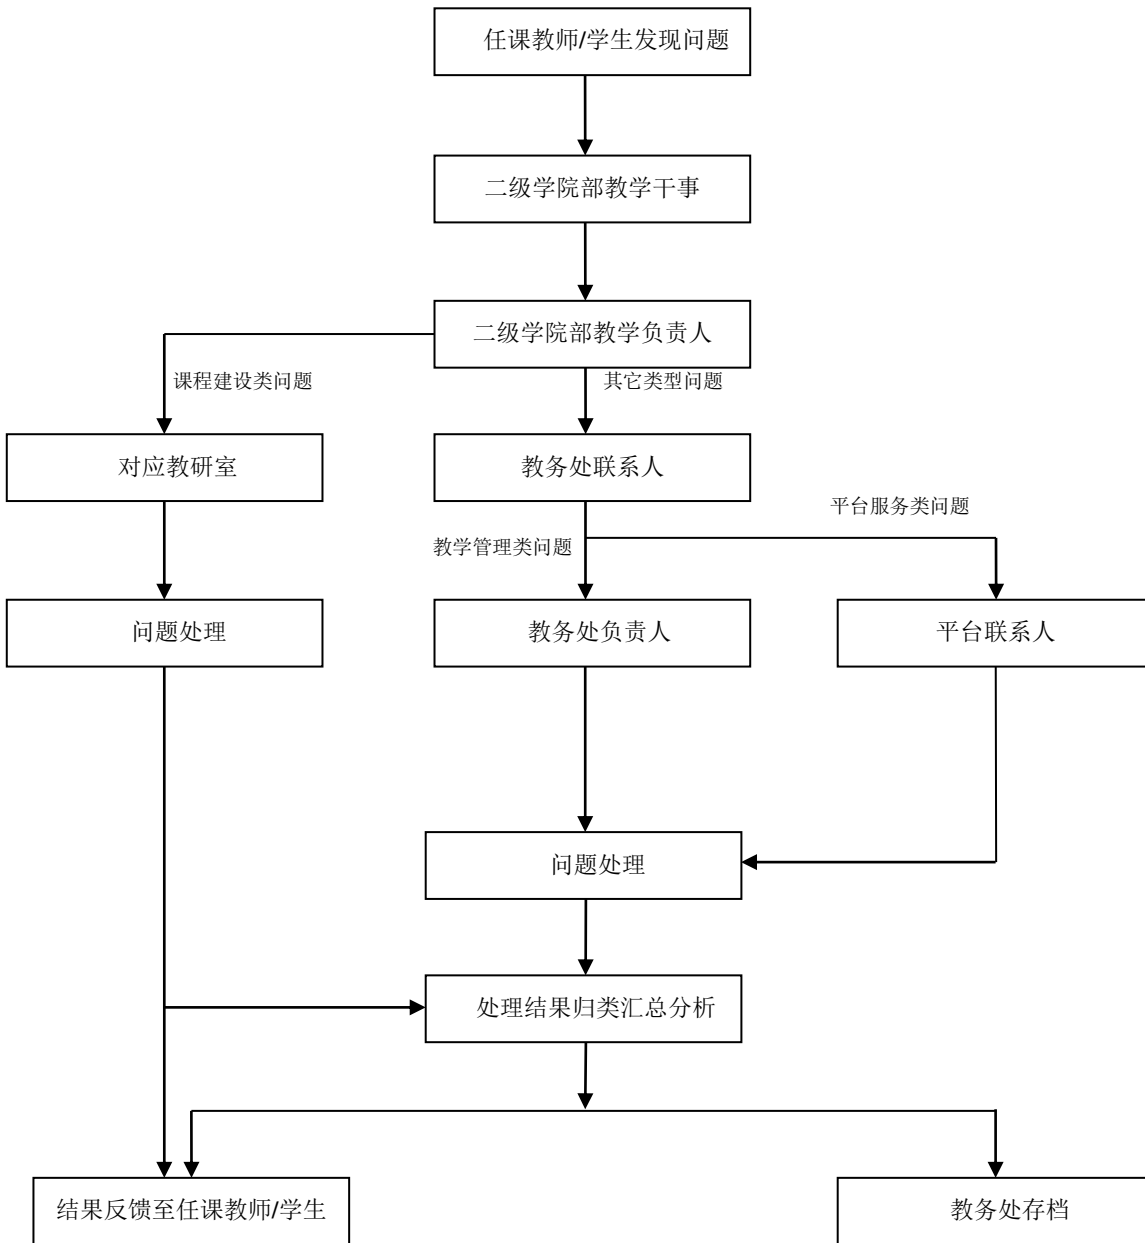 任课教师/学生发现问题
二级学院部教学干事
二级学院部教学负责人
课程建设类问题
其它类型问题
对应教研室
教务处联系人
平台服务类问题
教学管理类问题
问题处理
教务处负责人
平台联系人
问题处理
处理结果归类汇总分析
结果反馈至任课教师/学生
教务处存档